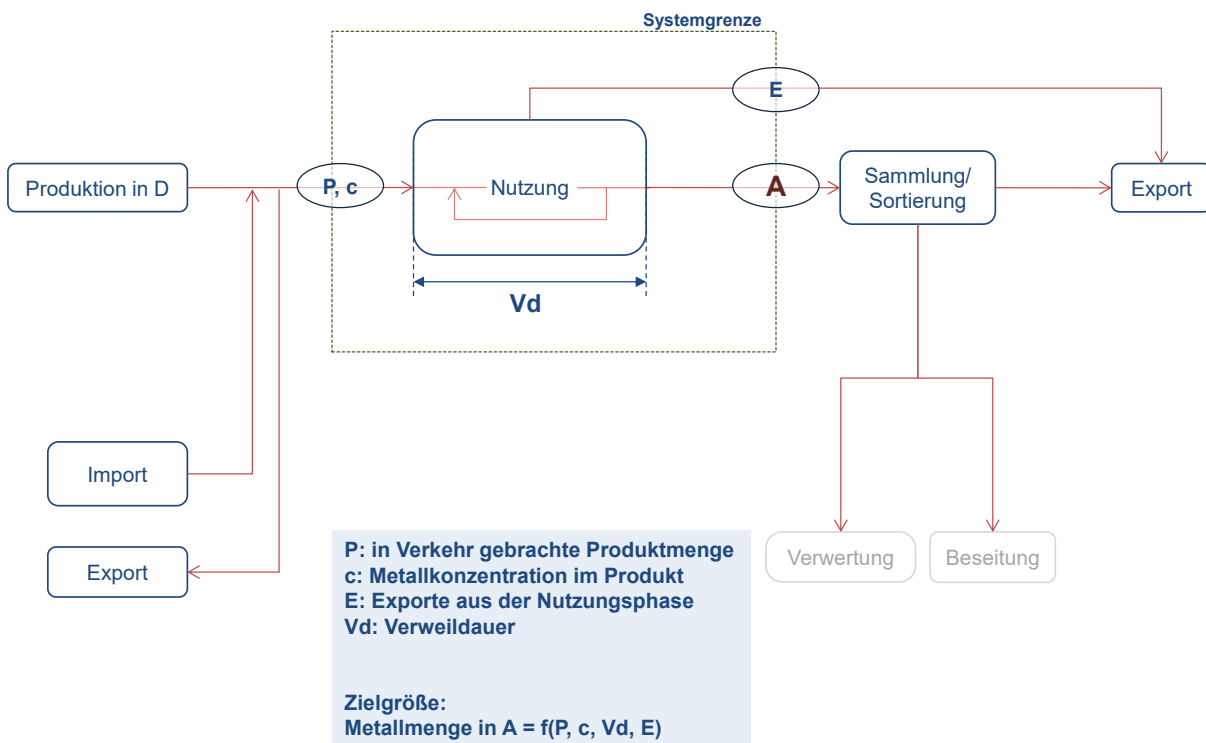 Systemgrenze
E
Produktion in D
P, c
Nutzung
A
Sammlung/
Sortierung
Export
Vd
Import
Export
P: in Verkehr gebrachte Produktmenge
c: Metallkonzentration im Produkt
E: Exporte aus der Nutzungsphase
Vd: Verweildauer
Zielgröße:
Metallmenge in A = f(P, c, Vd, E)
Verwertung
Beseitung